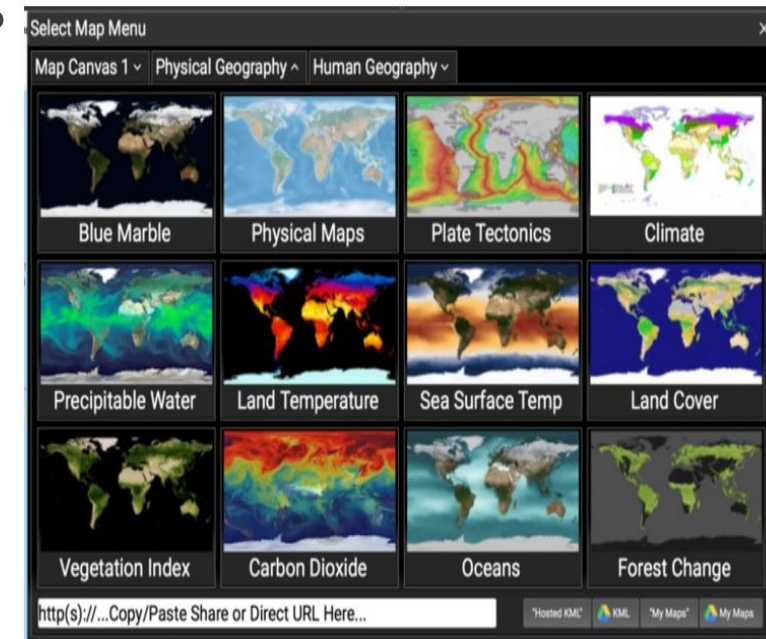 Select Map Menu ×
Map Canvas 1 Physical Geography Human Geography
Blue Marble Physical Maps Plate Tectonics Climate
Precipitable Water Land Temperature Sea Surface Temp Land Cover
Vegetation Index Carbon Dioxide Oceans Forest Change
http(s)://...Copy/Paste Share or Direct URL Here... "Hosted KML" KML "My Maps" My Maps